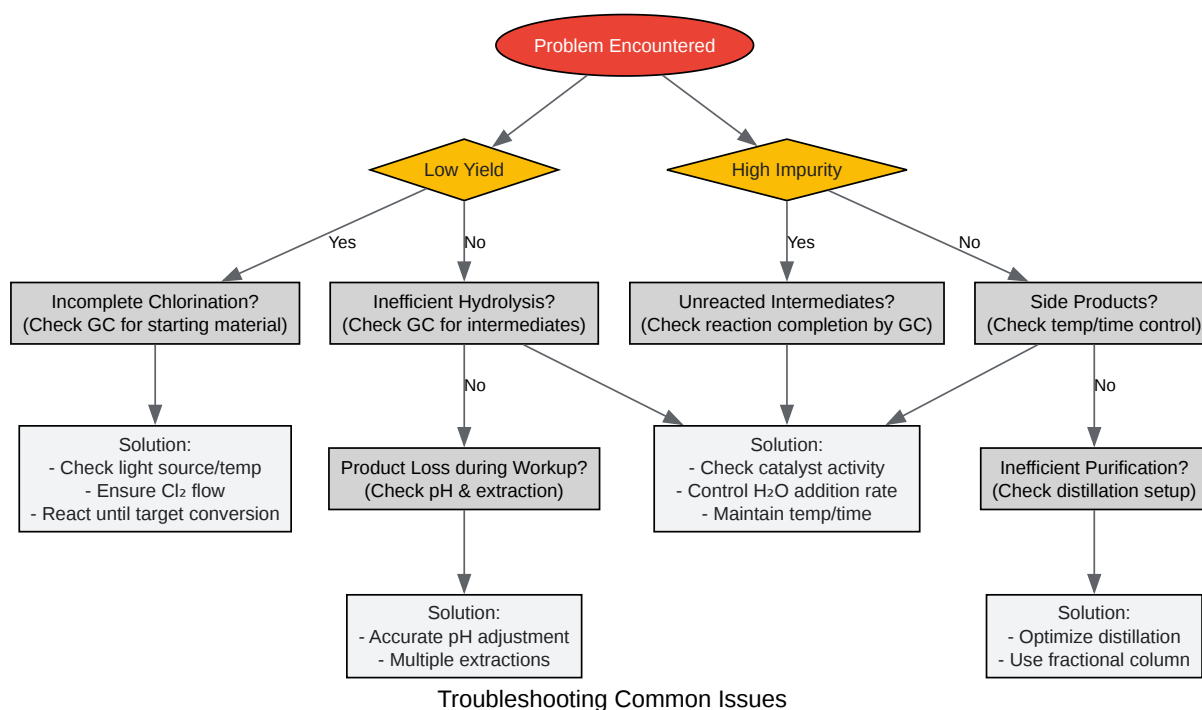 Problem Encountered
Low Yield
High Impurity
Yes
No
Yes
No
Incomplete Chlorination?
(Check GC for starting material)
Inefficient Hydrolysis?
(Check GC for intermediates)
Unreacted Intermediates?
(Check reaction completion by GC)
Side Products?
(Check temp/time control)
No
No
Solution:
- Check light source/temp
- Ensure Cl₂ flow
- React until target conversion
Product Loss during Workup?
(Check pH & extraction)
Solution:
- Check catalyst activity
- Control H₂O addition rate
- Maintain temp/time
Inefficient Purification?
(Check distillation setup)
Solution:
- Accurate pH adjustment
- Multiple extractions
Solution:
- Optimize distillation
- Use fractional column
Troubleshooting Common Issues